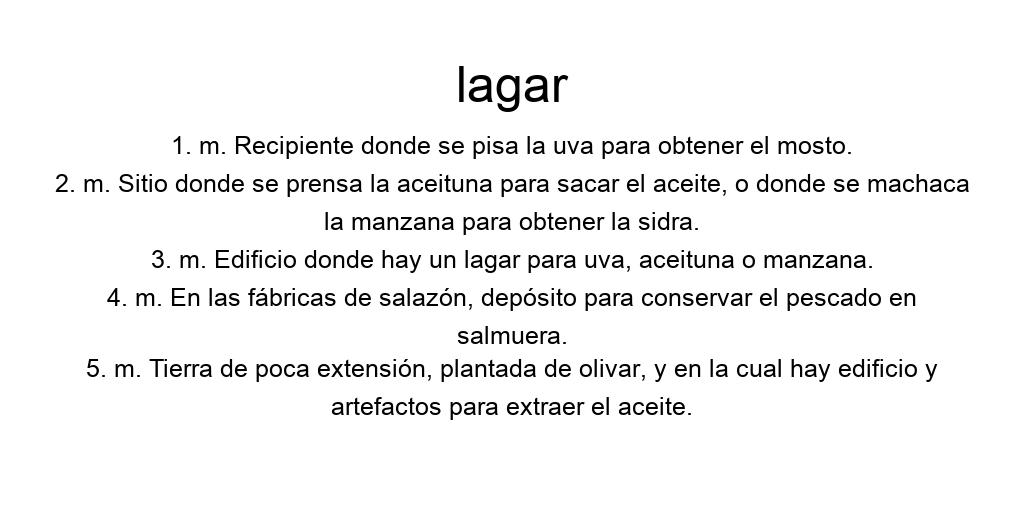 lagar
1. m. Recipiente donde se pisa la uva para obtener el mosto.
2. m. Sitio donde se prensa la aceituna para sacar el aceite, o donde se machaca
la manzana para obtener la sidra.
3. m. Edificio donde hay un lagar para uva, aceituna o manzana.
4. m. En las fábricas de salazón, depósito para conservar el pescado en
salmuera.
5. m. Tierra de poca extensión, plantada de olivar, y en la cual hay edificio y
artefactos para extraer el aceite.